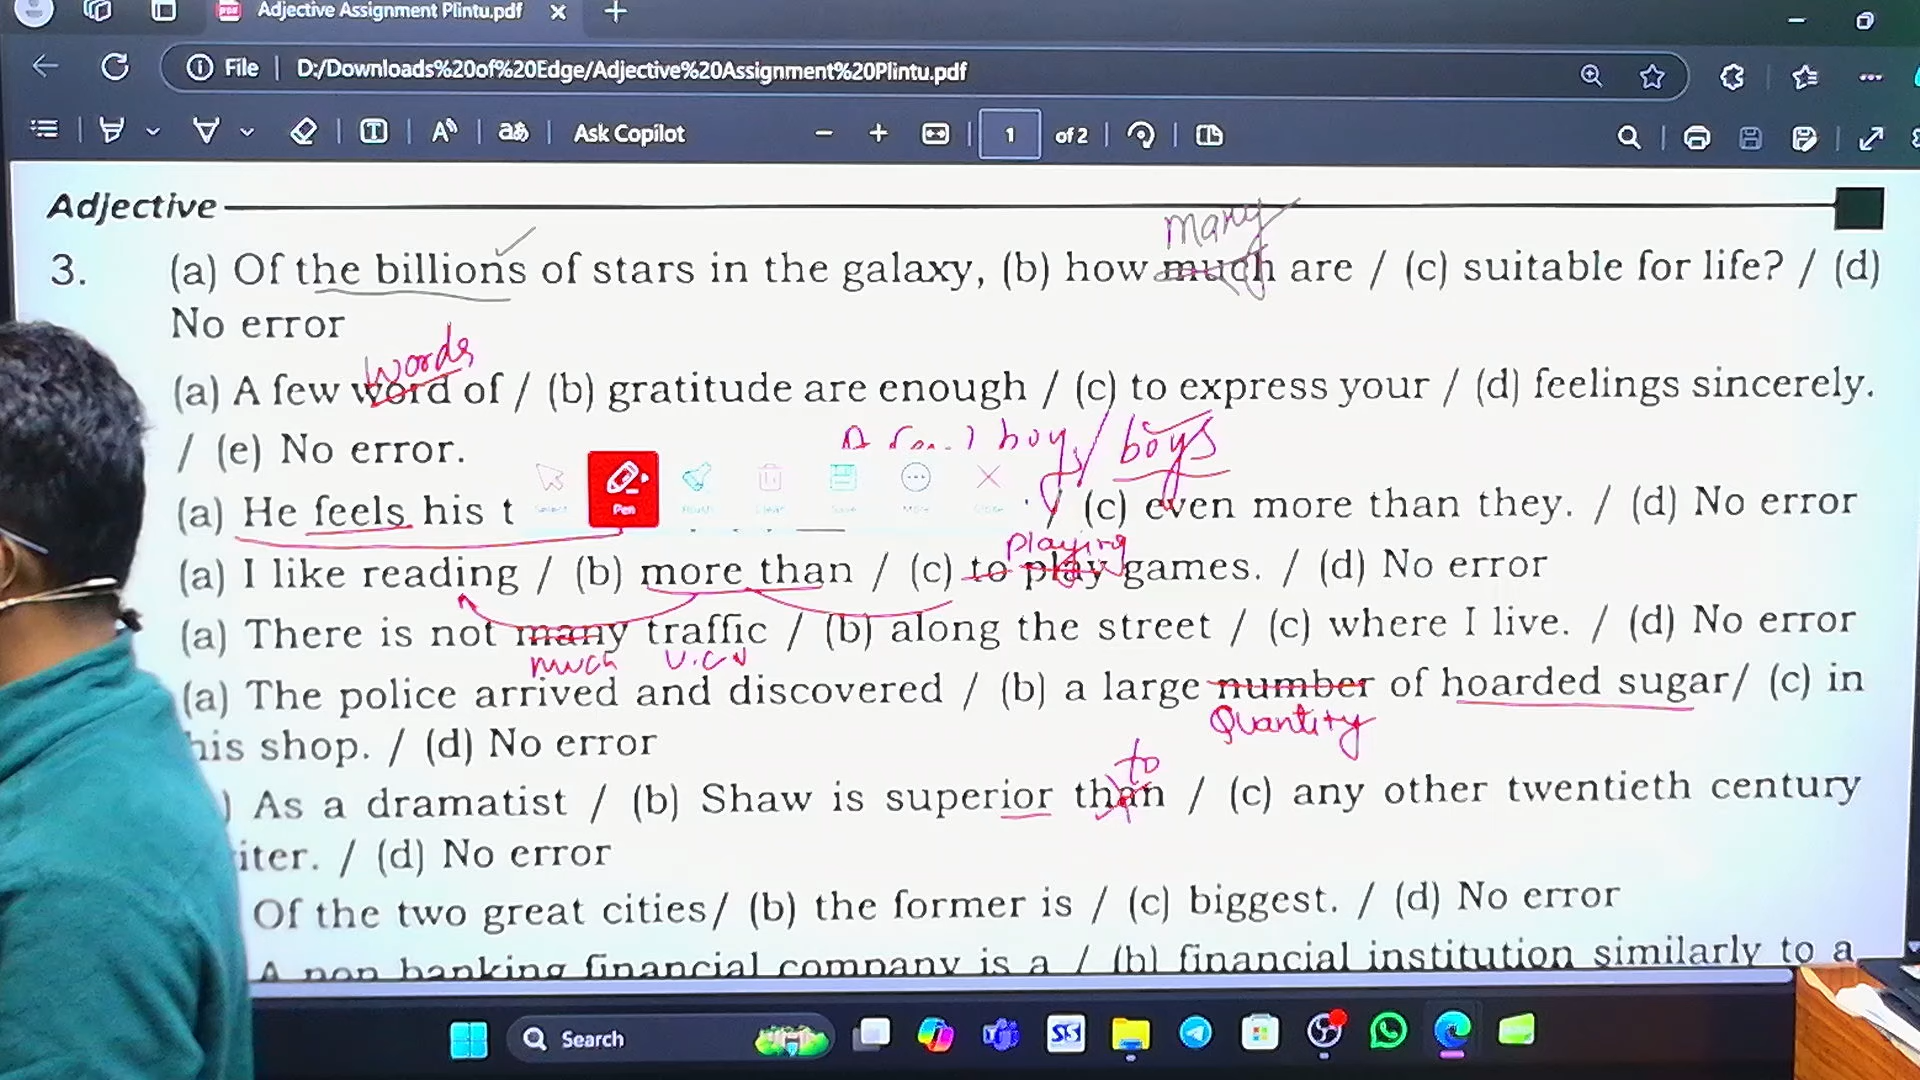 Adjective Assignment Plintu.pdf
File D:/Downloads%20of%20Edge/Adjective%20Assignment%20Plintu.pdf
Ask Copilot 1 of 2
Adjective
many
3. (a) Of the billions of stars in the galaxy, (b) how much are / (c) suitable for life? / (d)
No error
words
(a) A few word of / (b) gratitude are enough / (c) to express your / (d) feelings sincerely.
/ (e) No error.
boy / boys
Pen
(a) He feels his t / (c) even more than they. / (d) No error
playing
(a) I like reading / (b) more than / (c) to play games. / (d) No error
(a) There is not many traffic / (b) along the street / (c) where I live. / (d) No error
much U.C.N
(a) The police arrived and discovered / (b) a large number of hoarded sugar/ (c) in
Quantity
his shop. / (d) No error
to
) As a dramatist / (b) Shaw is superior than / (c) any other twentieth century
iter. / (d) No error
Of the two great cities/ (b) the former is / (c) biggest. / (d) No error
A non banking financial company is a / (b) financial institution similarly to a
Search